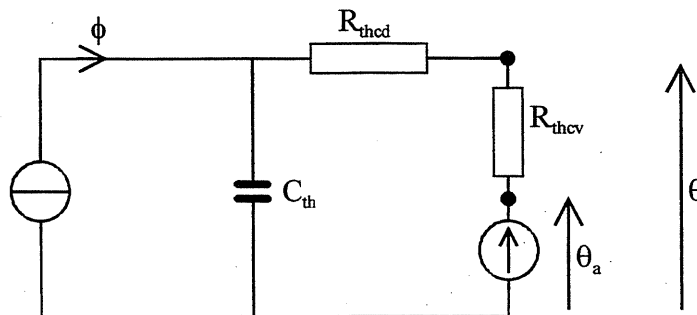 ϕ
R_thcd
R_thcv
C_th
θ_a
θ